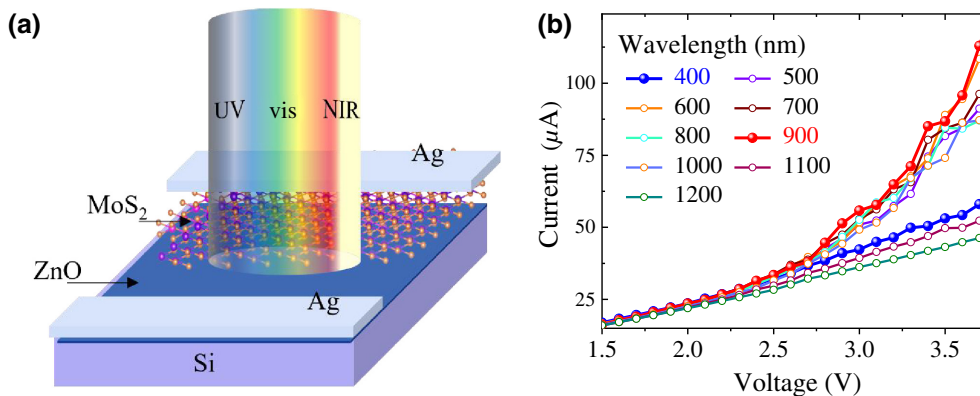 (a)
UV vis NIR
Ag
MoS₂
ZnO
Ag
Si
(b)
Wavelength (nm)
400 500
600 700
800 900
1000 1100
1200
Current (μA)
100
75
50
25
1.5 2.0 2.5 3.0 3.5
Voltage (V)